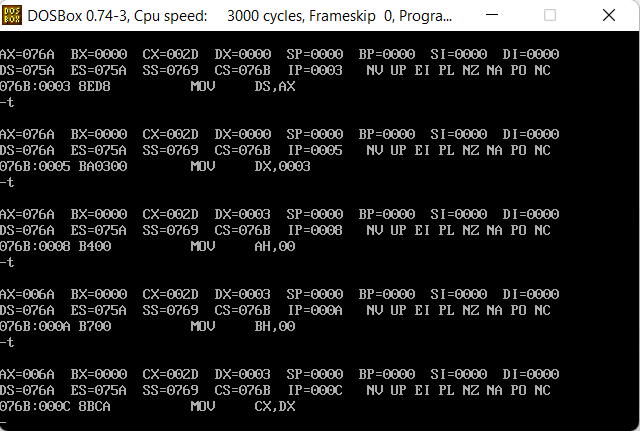 DOS
BOX
DOSBox 0.74-3, Cpu speed: 3000 cycles, Frameskip 0, Progra...
AX=076A BX=0000 CX=002D DX=0000 SP=0000 BP=0000 SI=0000 DI=0000
DS=075A ES=075A SS=0769 CS=076B IP=0003 NV UP EI PL NZ NA PO NC
076B:0003 8ED8 MOV DS,AX
-t
AX=076A BX=0000 CX=002D DX=0000 SP=0000 BP=0000 SI=0000 DI=0000
DS=076A ES=075A SS=0769 CS=076B IP=0005 NV UP EI PL NZ NA PO NC
076B:0005 BA0300 MOV DX,0003
-t
AX=076A BX=0000 CX=002D DX=0003 SP=0000 BP=0000 SI=0000 DI=0000
DS=076A ES=075A SS=0769 CS=076B IP=0008 NV UP EI PL NZ NA PO NC
076B:0008 B400 MOV AH,00
-t
AX=006A BX=0000 CX=002D DX=0003 SP=0000 BP=0000 SI=0000 DI=0000
DS=076A ES=075A SS=0769 CS=076B IP=000A NV UP EI PL NZ NA PO NC
076B:000A B700 MOV BH,00
-t
AX=006A BX=0000 CX=002D DX=0003 SP=0000 BP=0000 SI=0000 DI=0000
DS=076A ES=075A SS=0769 CS=076B IP=000C NV UP EI PL NZ NA PO NC
076B:000C 8BCA MOV CX,DX
-